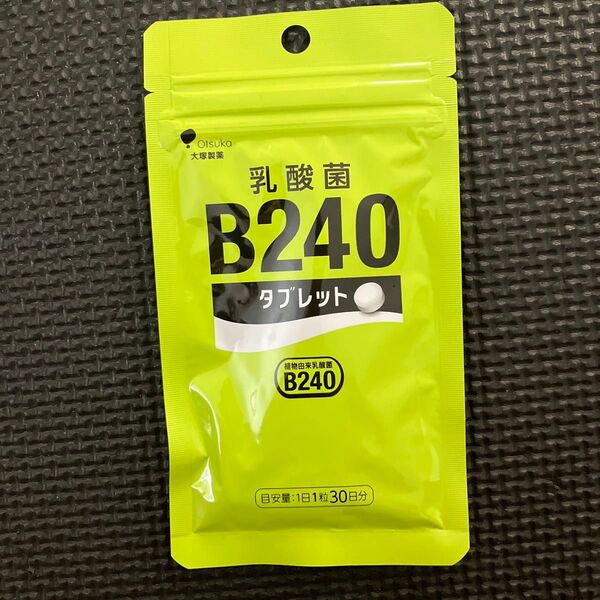 Otsuka
大塚製薬
乳酸菌
B240
タブレット
植物由来乳酸菌
B240
目安量:1日1粒30日分